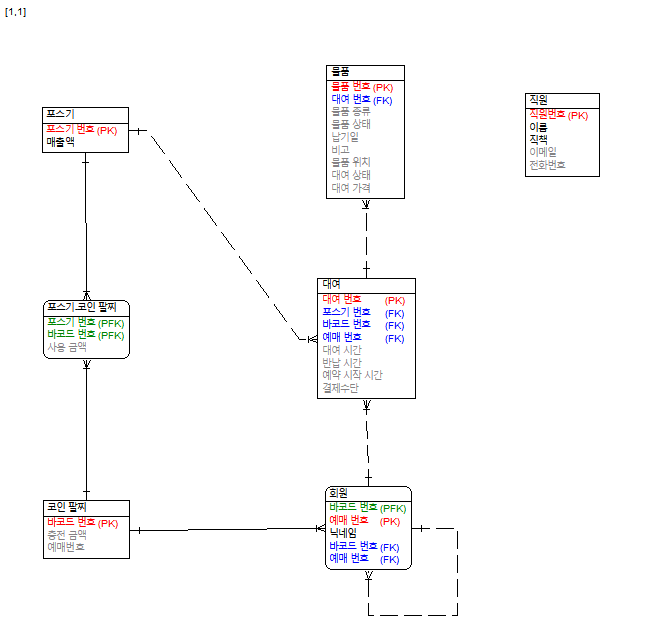 [1,1]
물품
물품 번호 (PK)
대여 번호 (FK)
물품 종류
물품 상태
납기일
비고
물품 위치
대여 상태
대여 가격
직원
직원번호 (PK)
이름
직책
이메일
전화번호
포스기
포스기 번호 (PK)
매출액
대여
대여 번호 (PK)
포스기 번호 (FK)
바코드 번호 (FK)
예매 번호 (FK)
대여 시간
반납 시간
예약 시작 시간
결제수단
포스기,코인 팔찌
포스기 번호 (PFK)
바코드 번호 (PFK)
사용 금액
코인 팔찌
바코드 번호 (PK)
충전 금액
예매번호
회원
바코드 번호 (PFK)
예매 번호 (PK)
닉네임
바코드 번호 (FK)
예매 번호 (FK)